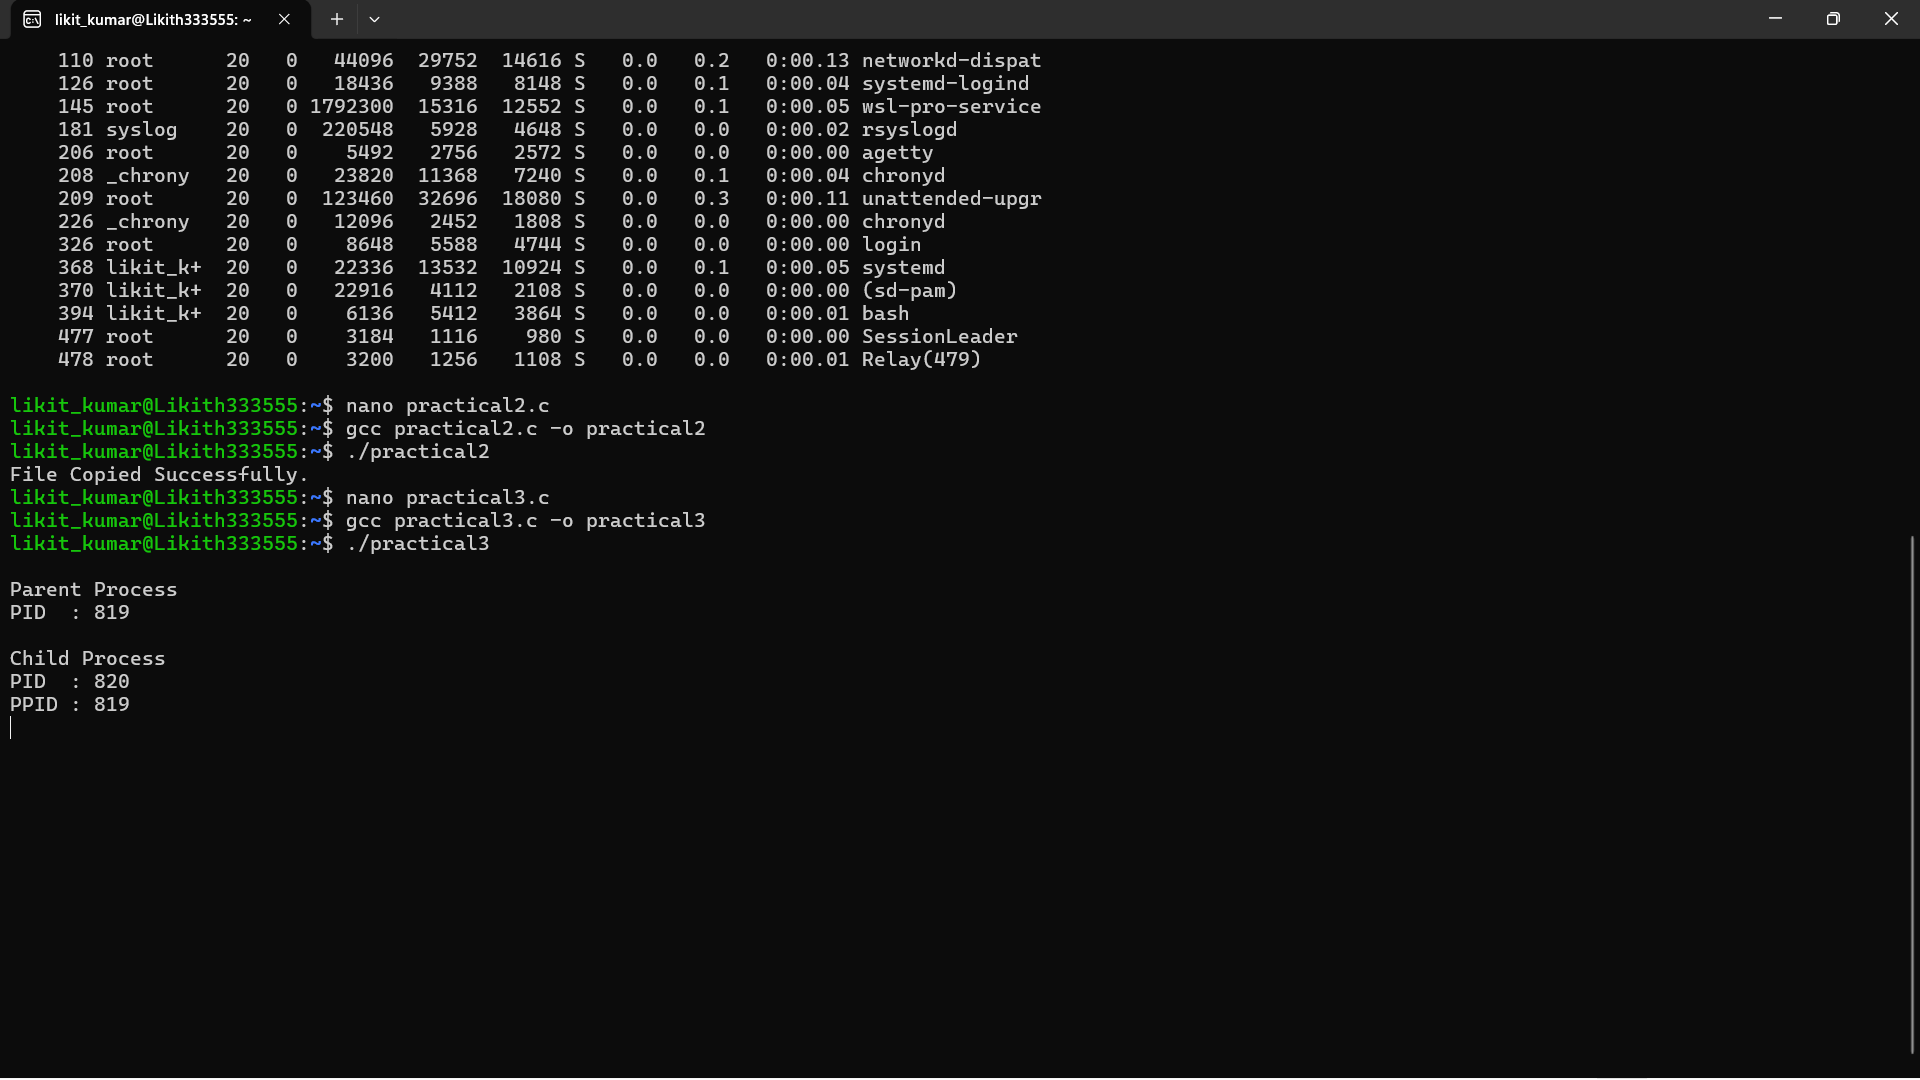 likit_kumar@Likith333555: ~
    110 root      20   0   44096  29752  14616 S   0.0   0.2   0:00.13 networkd-dispat
    126 root      20   0   18436   9388   8148 S   0.0   0.1   0:00.04 systemd-logind
    145 root      20   0 1792300  15316  12552 S   0.0   0.1   0:00.05 wsl-pro-service
    181 syslog    20   0  220548   5928   4648 S   0.0   0.0   0:00.02 rsyslogd
    206 root      20   0    5492   2756   2572 S   0.0   0.0   0:00.00 agetty
    208 _chrony   20   0   23820  11368   7240 S   0.0   0.1   0:00.04 chronyd
    209 root      20   0  123460  32696  18080 S   0.0   0.3   0:00.11 unattended-upgr
    226 _chrony   20   0   12096   2452   1808 S   0.0   0.0   0:00.00 chronyd
    326 root      20   0    8648   5588   4744 S   0.0   0.0   0:00.00 login
    368 likit_k+  20   0   22336  13532  10924 S   0.0   0.1   0:00.05 systemd
    370 likit_k+  20   0   22916   4112   2108 S   0.0   0.0   0:00.00 (sd-pam)
    394 likit_k+  20   0    6136   5412   3864 S   0.0   0.0   0:00.01 bash
    477 root      20   0    3184   1116    980 S   0.0   0.0   0:00.00 SessionLeader
    478 root      20   0    3200   1256   1108 S   0.0   0.0   0:00.01 Relay(479)
likit_kumar@Likith333555:~$ nano practical2.c
likit_kumar@Likith333555:~$ gcc practical2.c -o practical2
likit_kumar@Likith333555:~$ ./practical2
File Copied Successfully.
likit_kumar@Likith333555:~$ nano practical3.c
likit_kumar@Likith333555:~$ gcc practical3.c -o practical3
likit_kumar@Likith333555:~$ ./practical3
Parent Process
PID  : 819
Child Process
PID  : 820
PPID : 819